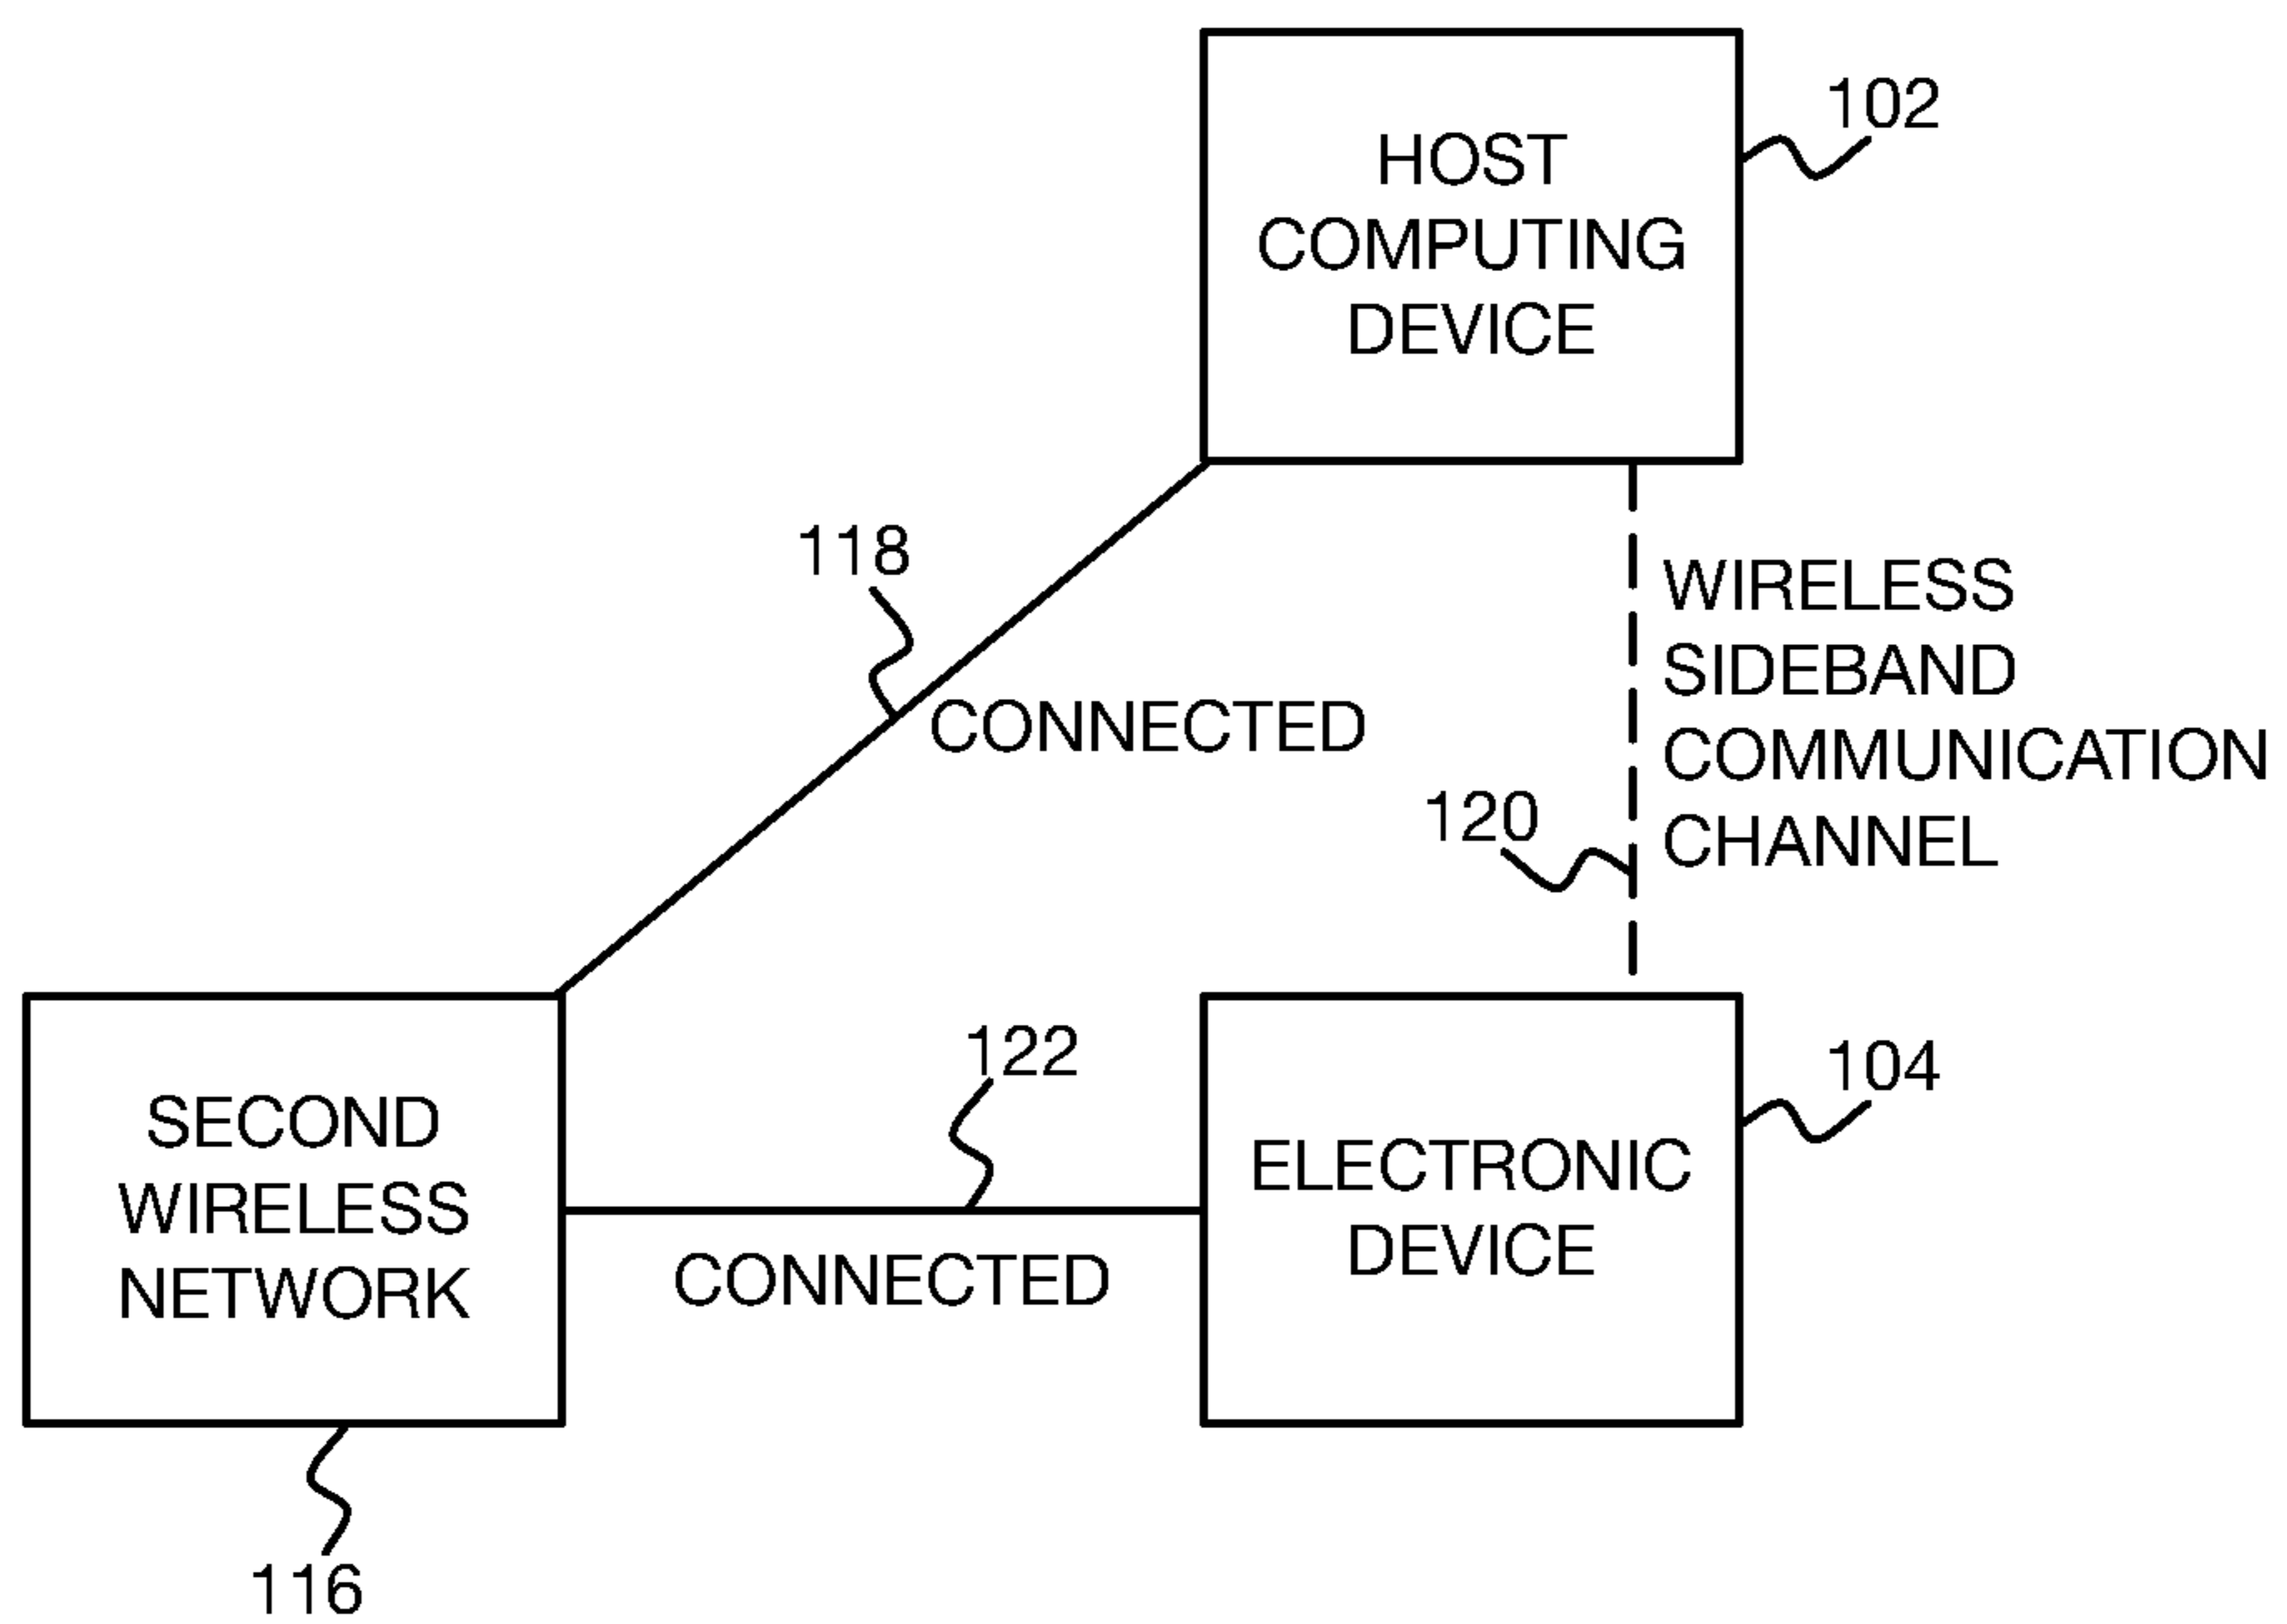 HOST
COMPUTING
DEVICE
102
118
CONNECTED
WIRELESS
SIDEBAND
COMMUNICATION
CHANNEL
120
SECOND
WIRELESS
NETWORK
122
CONNECTED
ELECTRONIC
DEVICE
104
116